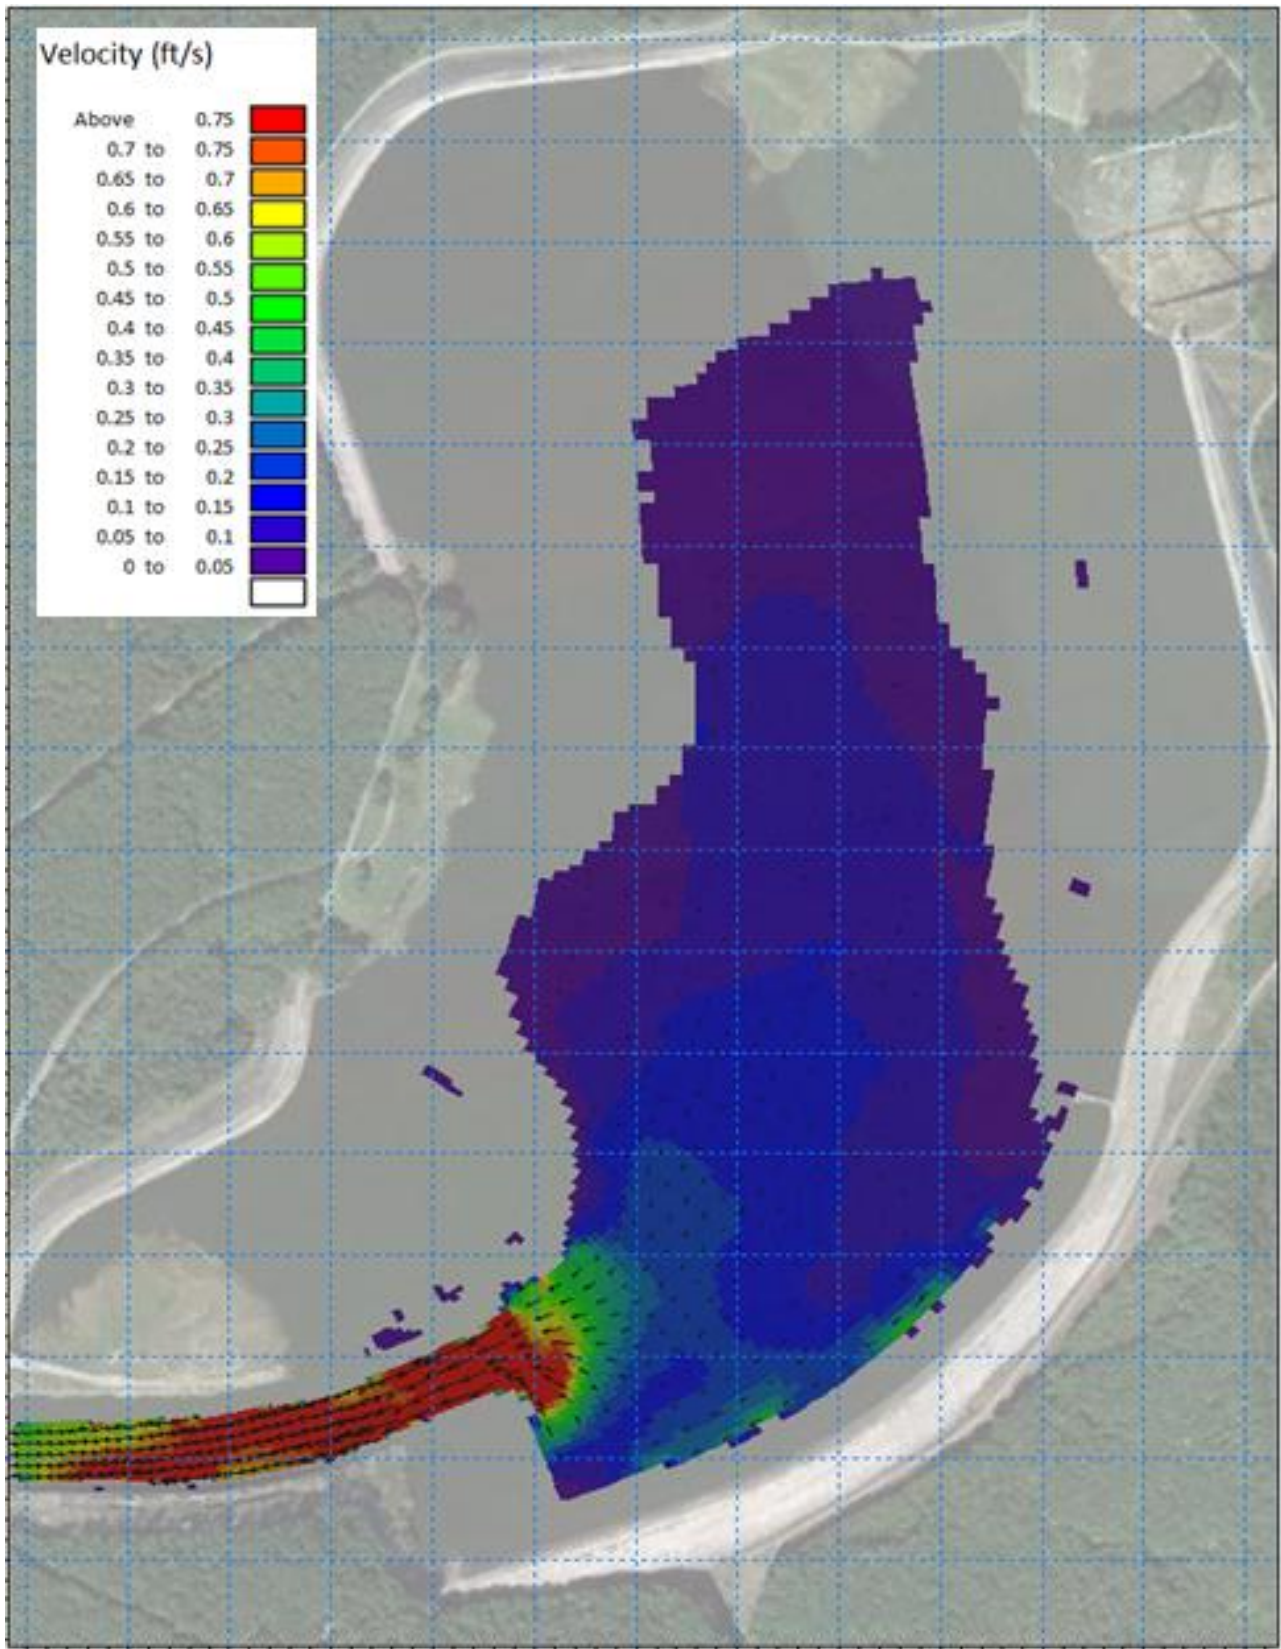 Velocity (ft/s)
Above 0.75
0.7 to 0.75
0.65 to 0.7
0.6 to 0.65
0.55 to 0.6
0.5 to 0.55
0.45 to 0.5
0.4 to 0.45
0.35 to 0.4
0.3 to 0.35
0.25 to 0.3
0.2 to 0.25
0.15 to 0.2
0.1 to 0.15
0.05 to 0.1
0 to 0.05